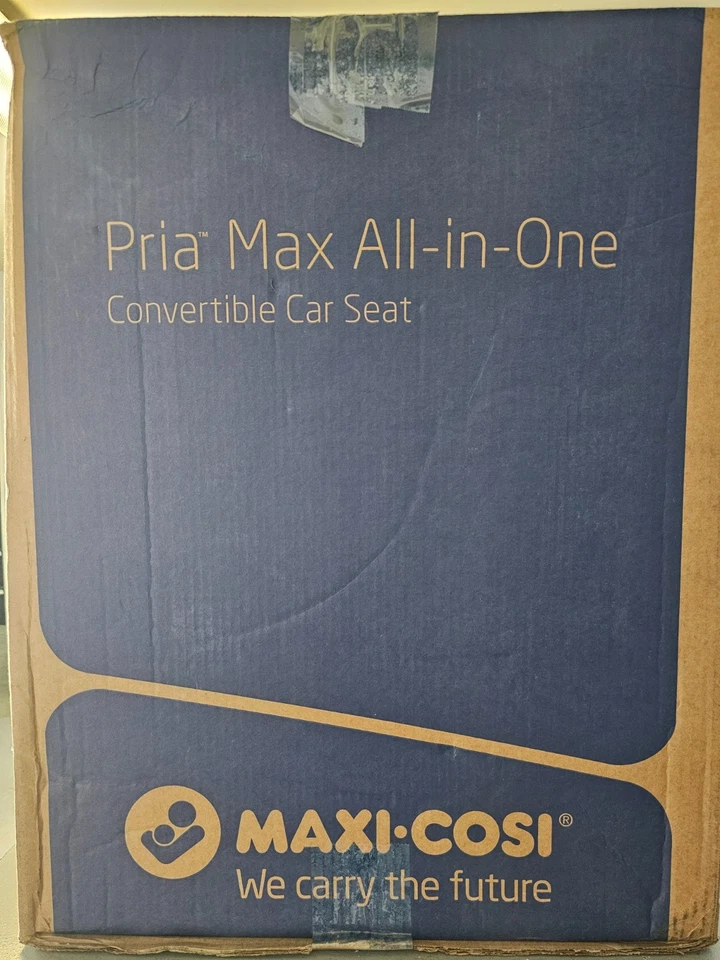 Pria™ Max All-in-One
Convertible Car Seat
MAXI·COSI®
We carry the future